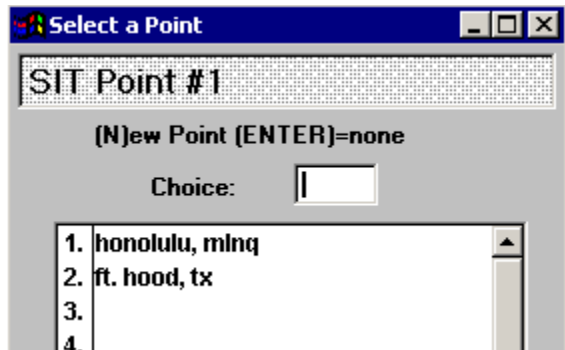 Select a Point
SIT Point #1
(N)ew Point (ENTER)=none
Choice:
1. honolulu, mlnq
2. ft. hood, tx
3.
4.